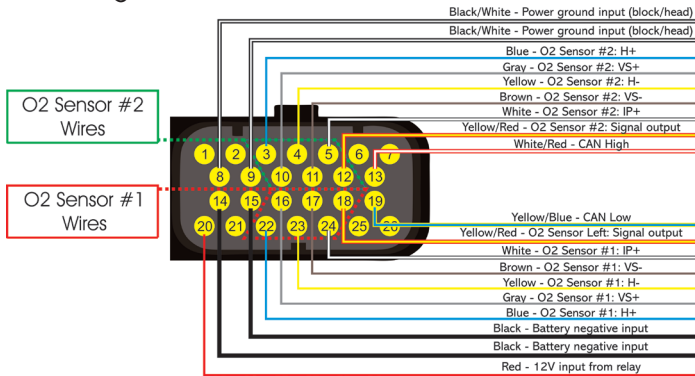 Black/White - Power ground input (block/head)
Black/White - Power ground input (block/head)
Blue - O2 Sensor #2: H+
Gray - O2 Sensor #2: VS+
Yellow - O2 Sensor #2: H-
Brown - O2 Sensor #2: VS-
White - O2 Sensor #2: IP+
Yellow/Red - O2 Sensor #2: Signal output
White/Red - CAN High
O2 Sensor #2
Wires
O2 Sensor #1
Wires
1 2 3 4 5 6 7
8 9 10 11 12 13
14 15 16 17 18 19
20 21 22 23 24 25 26
Yellow/Blue - CAN Low
Yellow/Red - O2 Sensor Left: Signal output
White - O2 Sensor #1: IP+
Brown - O2 Sensor #1: VS-
Yellow - O2 Sensor #1: H-
Gray - O2 Sensor #1: VS+
Blue - O2 Sensor #1: H+
Black - Battery negative input
Black - Battery negative input
Red - 12V input from relay